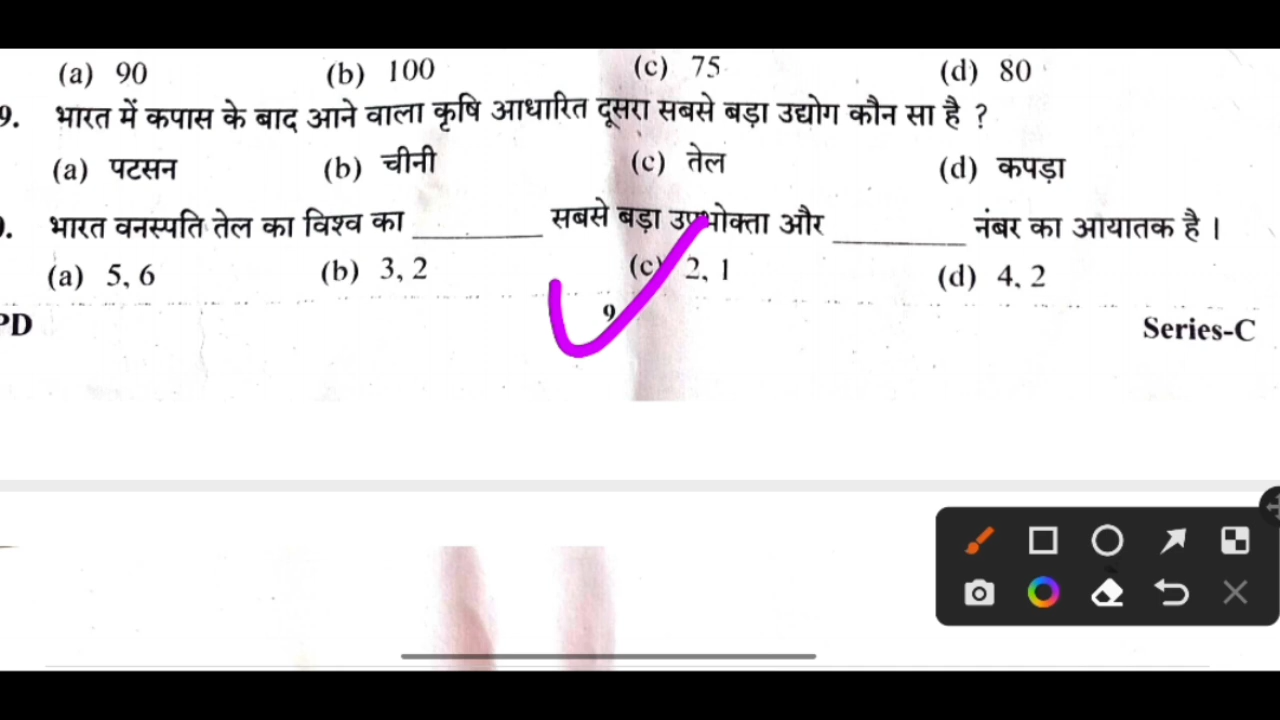 (a) 90 (b) 100 (c) 75 (d) 80
9. भारत में कपास के बाद आने वाला कृषि आधारित दूसरा सबसे बड़ा उद्योग कौन सा है ?
(a) पटसन (b) चीनी (c) तेल (d) कपड़ा
भारत वनस्पति तेल का विश्व का ________ सबसे बड़ा उपभोक्ता और ________ नंबर का आयातक है ।
(a) 5, 6 (b) 3, 2 (c) 2, 1 (d) 4, 2
9
PD Series-C